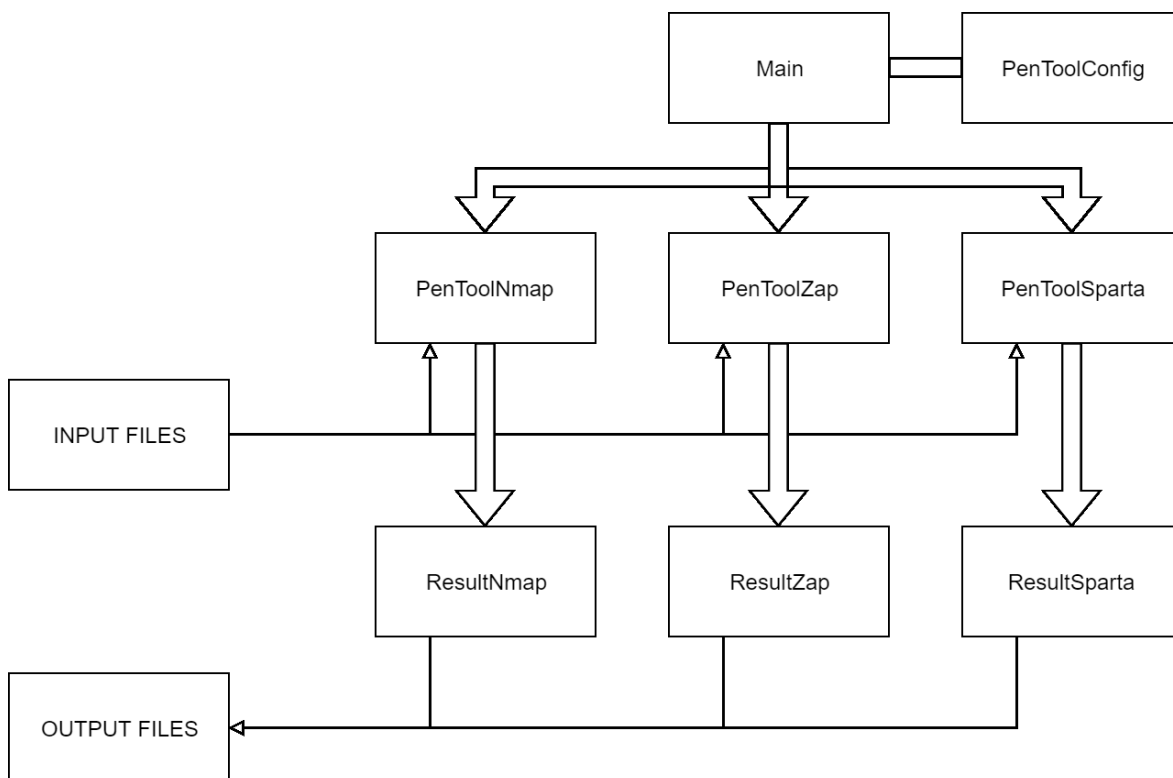 Main
PenToolConfig
PenToolNmap
PenToolZap
PenToolSparta
INPUT FILES
ResultNmap
ResultZap
ResultSparta
OUTPUT FILES